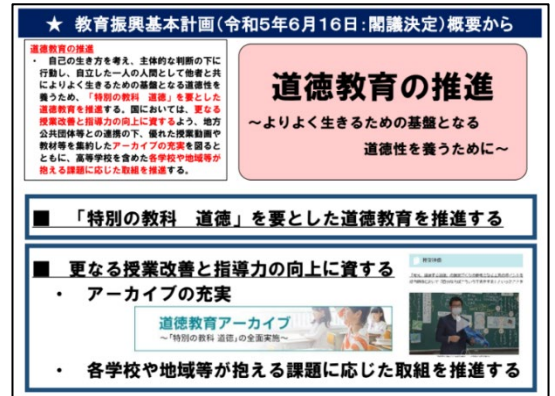 ★ 教育振興基本計画(令和5年6月16日:閣議決定)概要から
道徳教育の推進
・ 自己の生き方を考え、主体的な判断の下に
行動し、自立した一人の人間として他者と共
によりよく生きるための基盤となる道徳性を
養うため、「特別の教科 道徳」を要とした
道徳教育を推進する。国においては、更なる
授業改善と指導力の向上に資するよう、地方
公共団体等との連携の下、優れた授業動画や
教材等を集約したアーカイブの充実を図ると
ともに、高等学校を含めた各学校や地域等が
抱える課題に応じた取組を推進する。
道徳教育の推進
~よりよく生きるための基盤となる
道徳性を養うために~
■ 「特別の教科 道徳」を要とした道徳教育を推進する
■ 更なる授業改善と指導力の向上に資する
・ アーカイブの充実
道徳教育アーカイブ
~「特別の教科 道徳」の全面実施~
・ 各学校や地域等が抱える課題に応じた取組を推進する